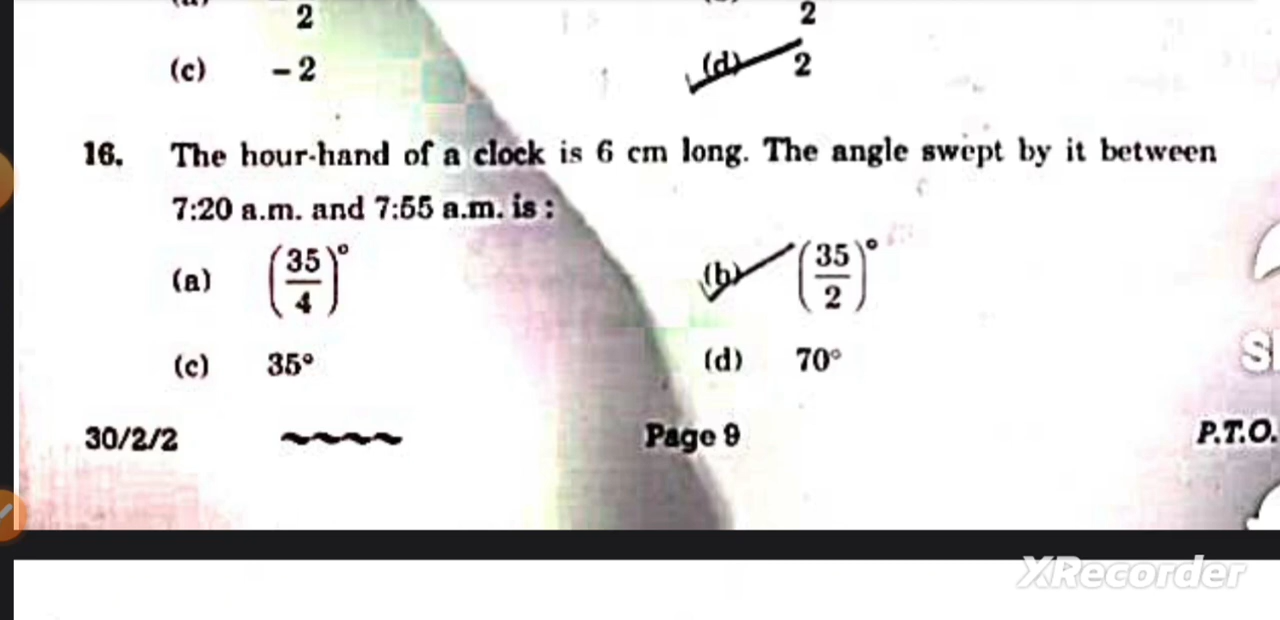 2 2
(c) – 2 (d) 2
16. The hour-hand of a clock is 6 cm long. The angle swept by it between
7:20 a.m. and 7:55 a.m. is :
(a) (35/4)° (b) (35/2)°
(c) 35° (d) 70°
30/2/2 Page 9 P.T.O.
XRecorder